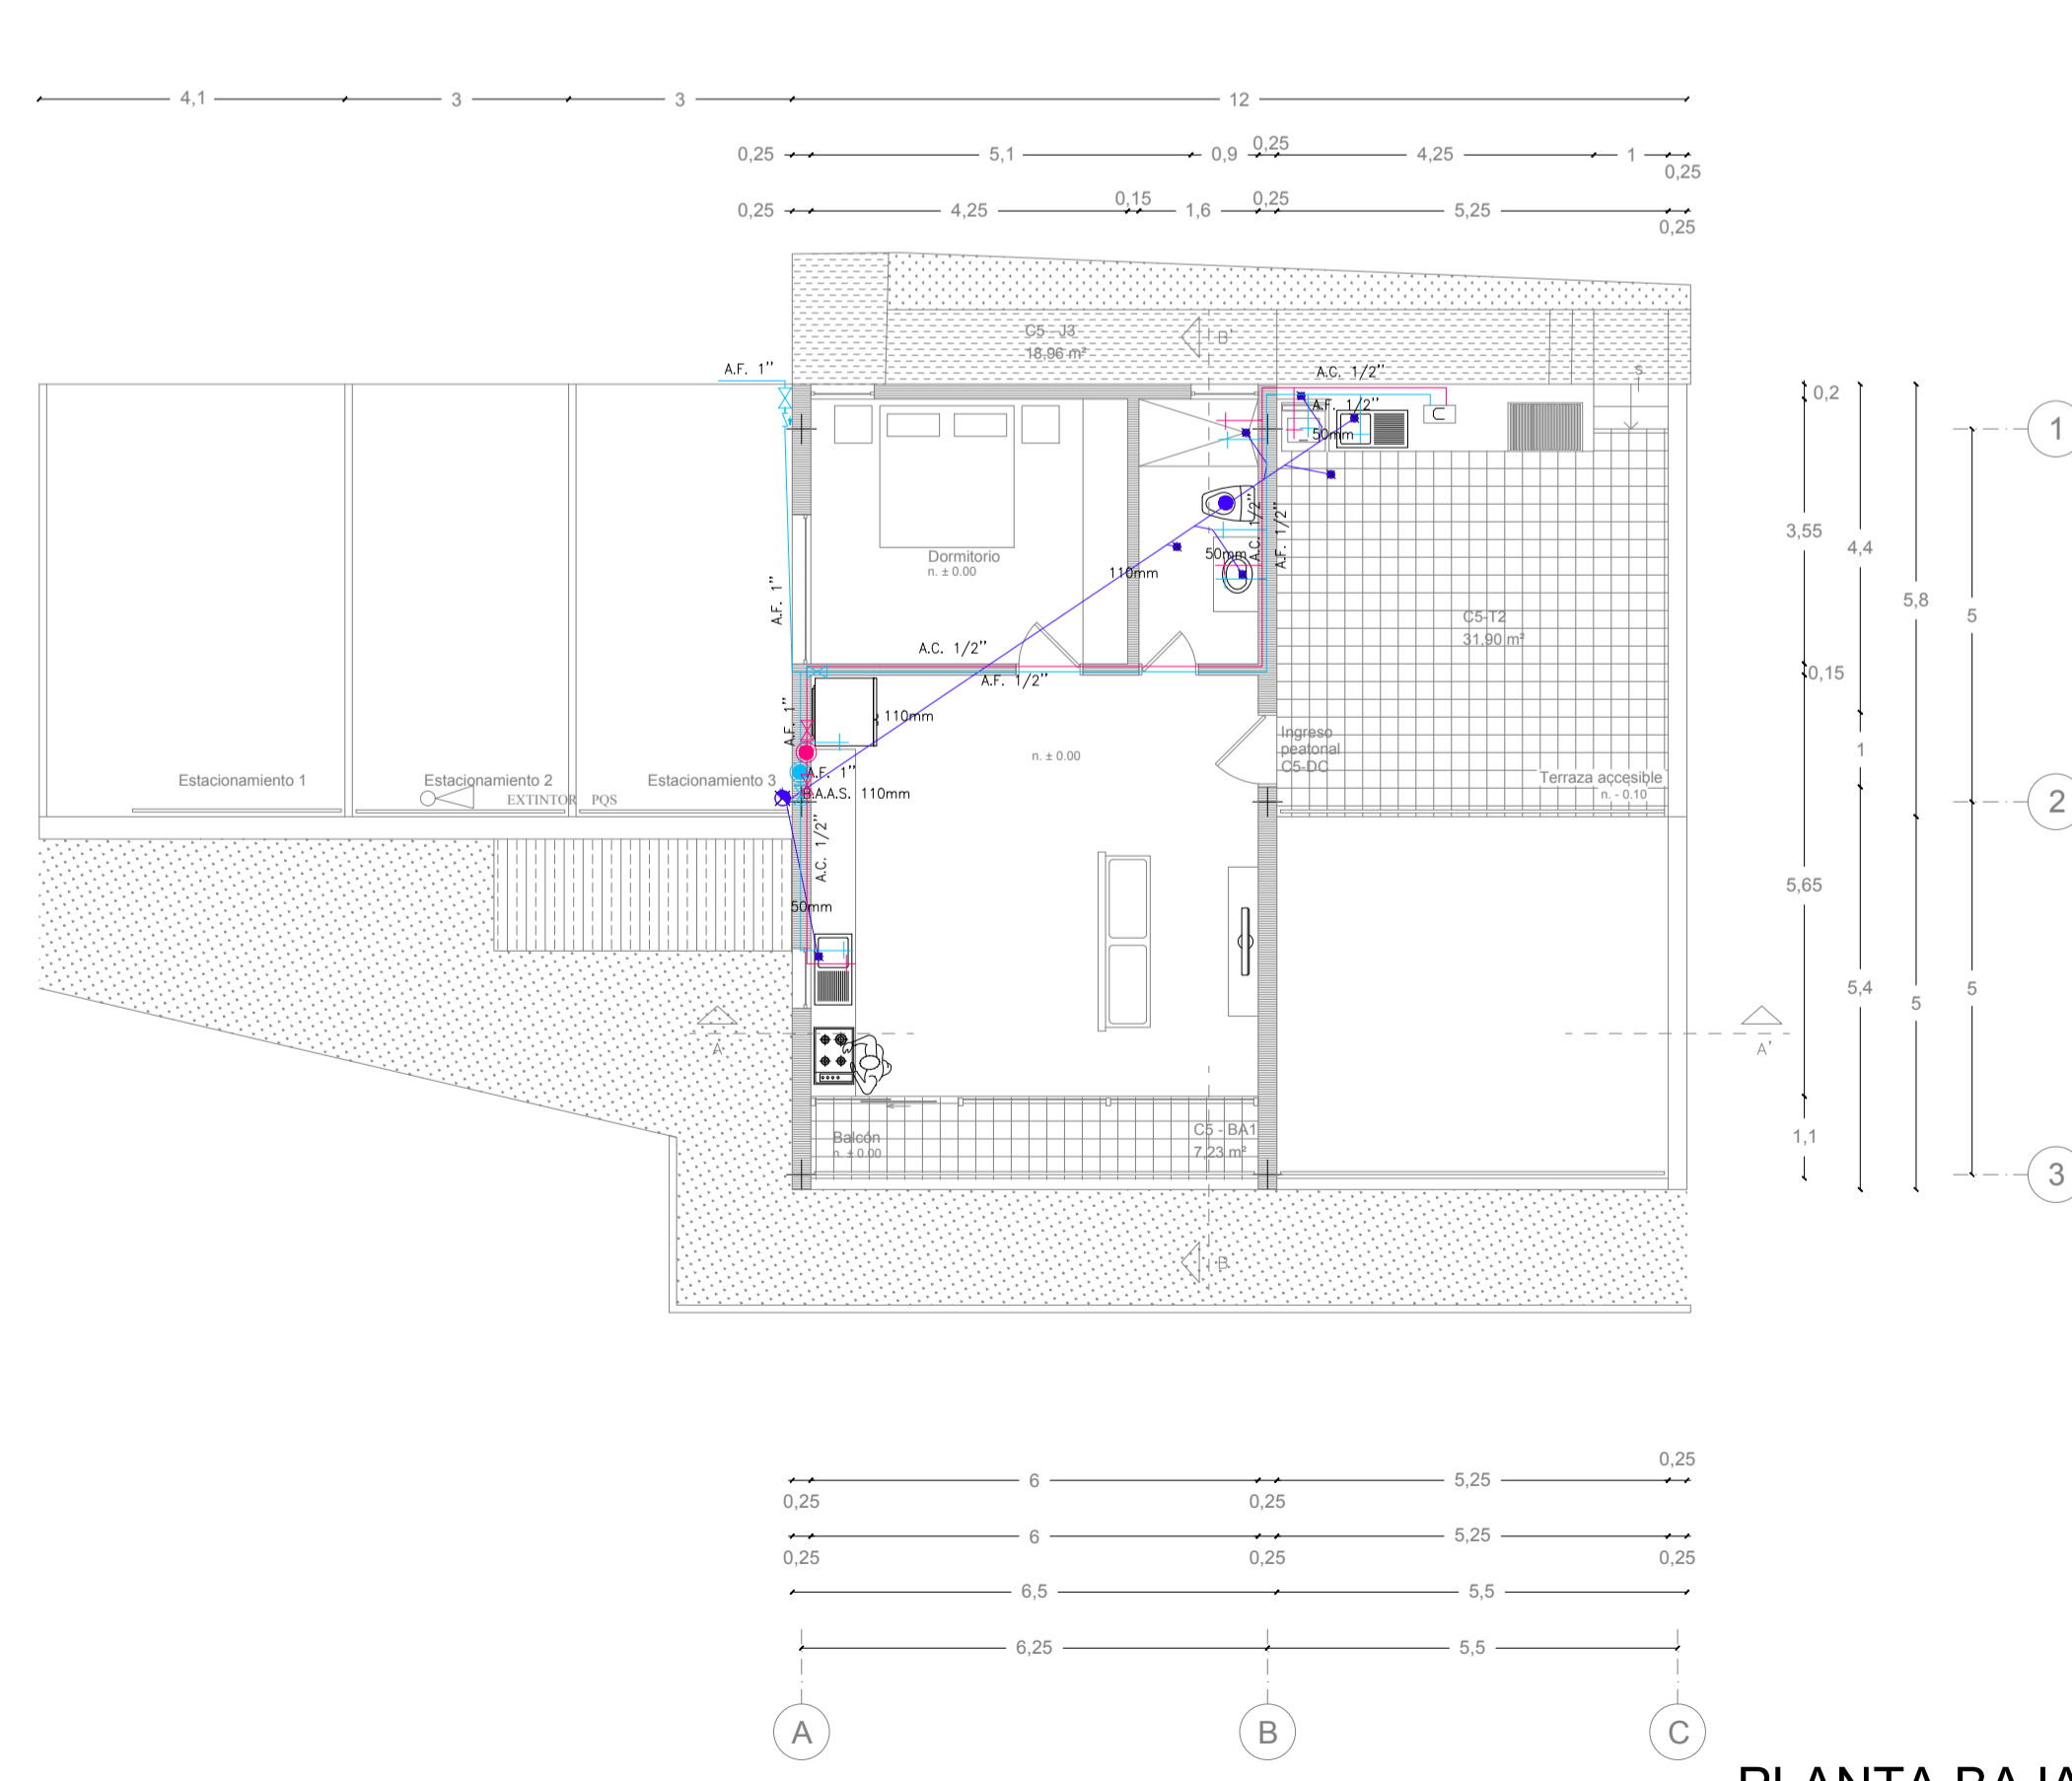 4,1
3
3
12
0,25
5,1
0,9
0,25
4,25
1
0,25
0,25
4,25
0,15
1,6
0,25
5,25
0,25
C5 - J3
18,96 m²
B'
A.F. 1''
A.C. 1/2''
S
A.F. 1/2''
50mm
0,2
1
A.C. 1/2''
A.F. 1/2''
3,55
4,4
Dormitorio
n. ± 0.00
50mm
110mm
A.F. 1''
5,8
5
C5-T2
31,90 m²
A.C. 1/2''
A.F. 1/2''
0,15
A.F. 1''
110mm
n. ± 0.00
Ingreso
peatonal
C5-DC
1
Estacionamiento 1
Estacionamiento 2
Estacionamiento 3
A.F. 1''
Terraza accesible
n. - 0.10
EXTINTOR PQS
B.A.A.S. 110mm
2
A.C. 1/2''
50mm
5,65
5,4
5
5
A
A'
Balcón
n. ± 0.00
C5 - BA1
7,23 m²
1,1
3
B
0,25
6
5,25
0,25
0,25
6
5,25
0,25
0,25
0,25
6,5
5,5
6,25
5,5
A
B
C
PLANTA BAJA